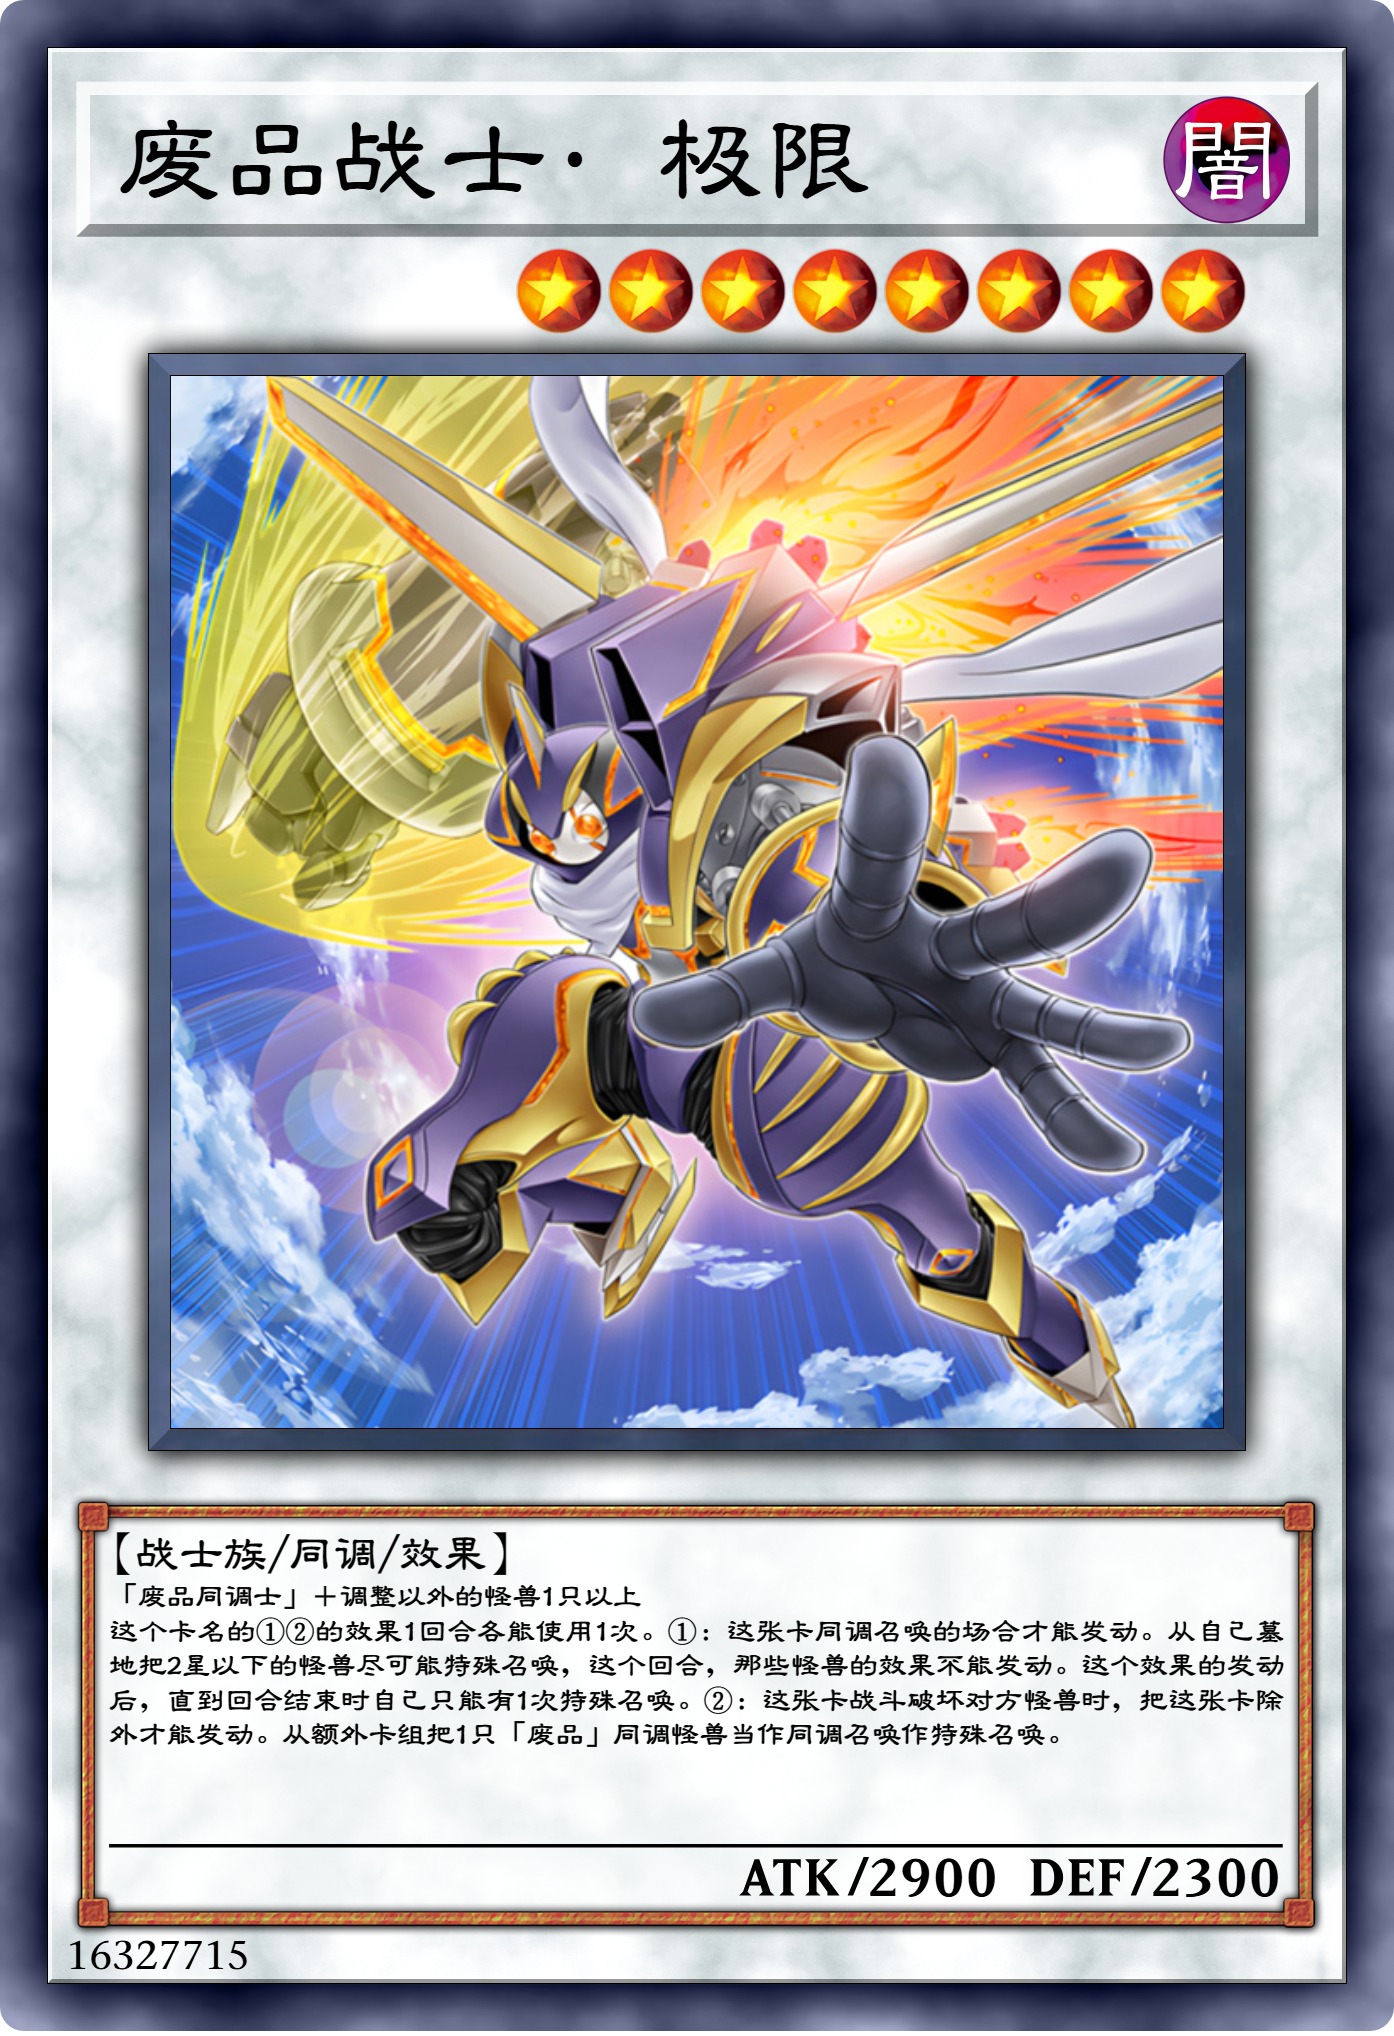 废品战士·极限
闇
【战士族/同调/效果】
「废品同调士」＋调整以外的怪兽1只以上
这个卡名的①②的效果1回合各能使用1次。①：这张卡同调召唤的场合才能发动。从自己墓
地把2星以下的怪兽尽可能特殊召唤，这个回合，那些怪兽的效果不能发动。这个效果的发动
后，直到回合结束时自己只能有1次特殊召唤。②：这张卡战斗破坏对方怪兽时，把这张卡除
外才能发动。从额外卡组把1只「废品」同调怪兽当作同调召唤作特殊召唤。
ATK/2900 DEF/2300
16327715